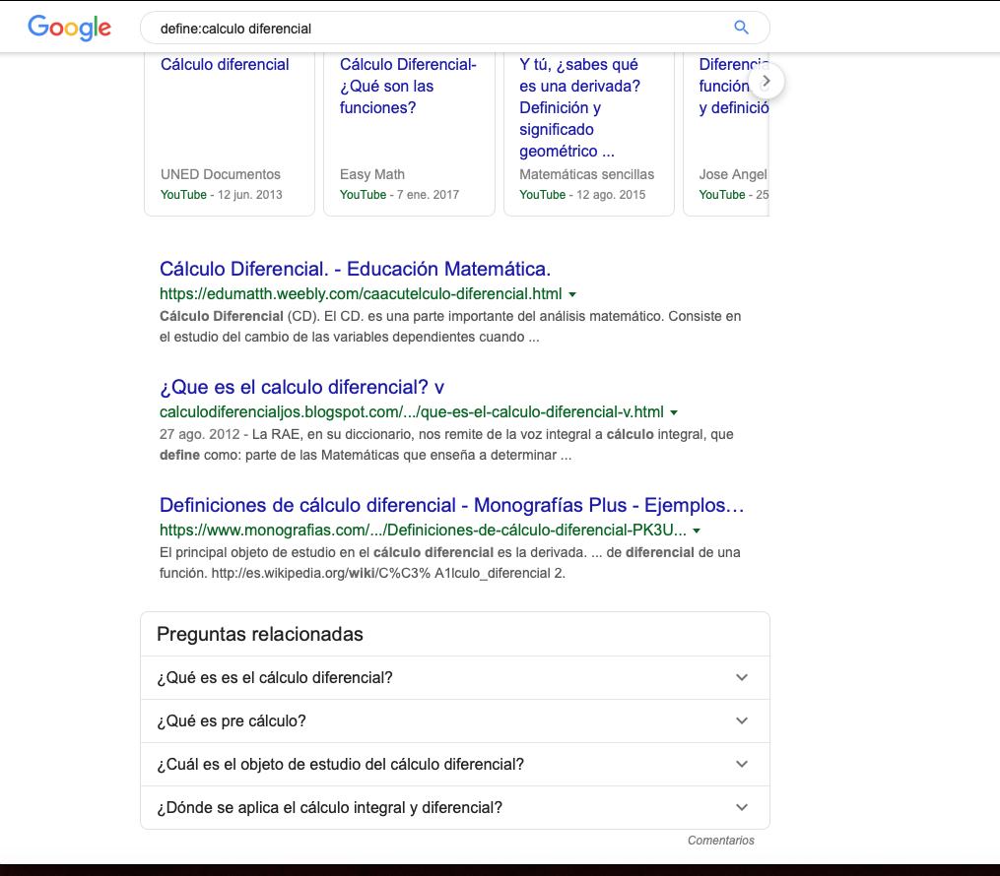 Google
define:calculo diferencial
Cálculo diferencial
UNED Documentos
YouTube - 12 jun. 2013
Cálculo Diferencial-
¿Qué son las
funciones?
Easy Math
YouTube - 7 ene. 2017
Y tú, ¿sabes qué
es una derivada?
Definición y
significado
geométrico ...
Matemáticas sencillas
YouTube - 12 ago. 2015
función
y
Jose Angel
YouTube - 25
Cálculo Diferencial. - Educación Matemática.
https://edumatth.weebly.com/caacutelculo-diferencial.html
Cálculo Diferencial (CD). El CD. es una parte importante del análisis matemático. Consiste en
el estudio del cambio de las variables dependientes cuando ...
¿Que es el calculo diferencial? v
calculodiferencialjos.blogspot.com/.../que-es-el-calculo-diferencial-v.html
27 ago. 2012 - La RAE, en su diccionario, nos remite de la voz integral a cálculo integral, que
define como: parte de las Matemáticas que enseña a determinar ...
Definiciones de cálculo diferencial - Monografías Plus - Ejemplos...
https://www.monografias.com/.../Definiciones-de-cálculo-diferencial-PK3U...
El principal objeto de estudio en el cálculo diferencial es la derivada. ... de diferencial de una
función. http://es.wikipedia.org/wiki/C%C3% A1lculo_diferencial 2.
Preguntas relacionadas
¿Qué es es el cálculo diferencial?
¿Qué es pre cálculo?
¿Cuál es el objeto de estudio del cálculo diferencial?
¿Dónde se aplica el cálculo integral y diferencial?
Comentarios